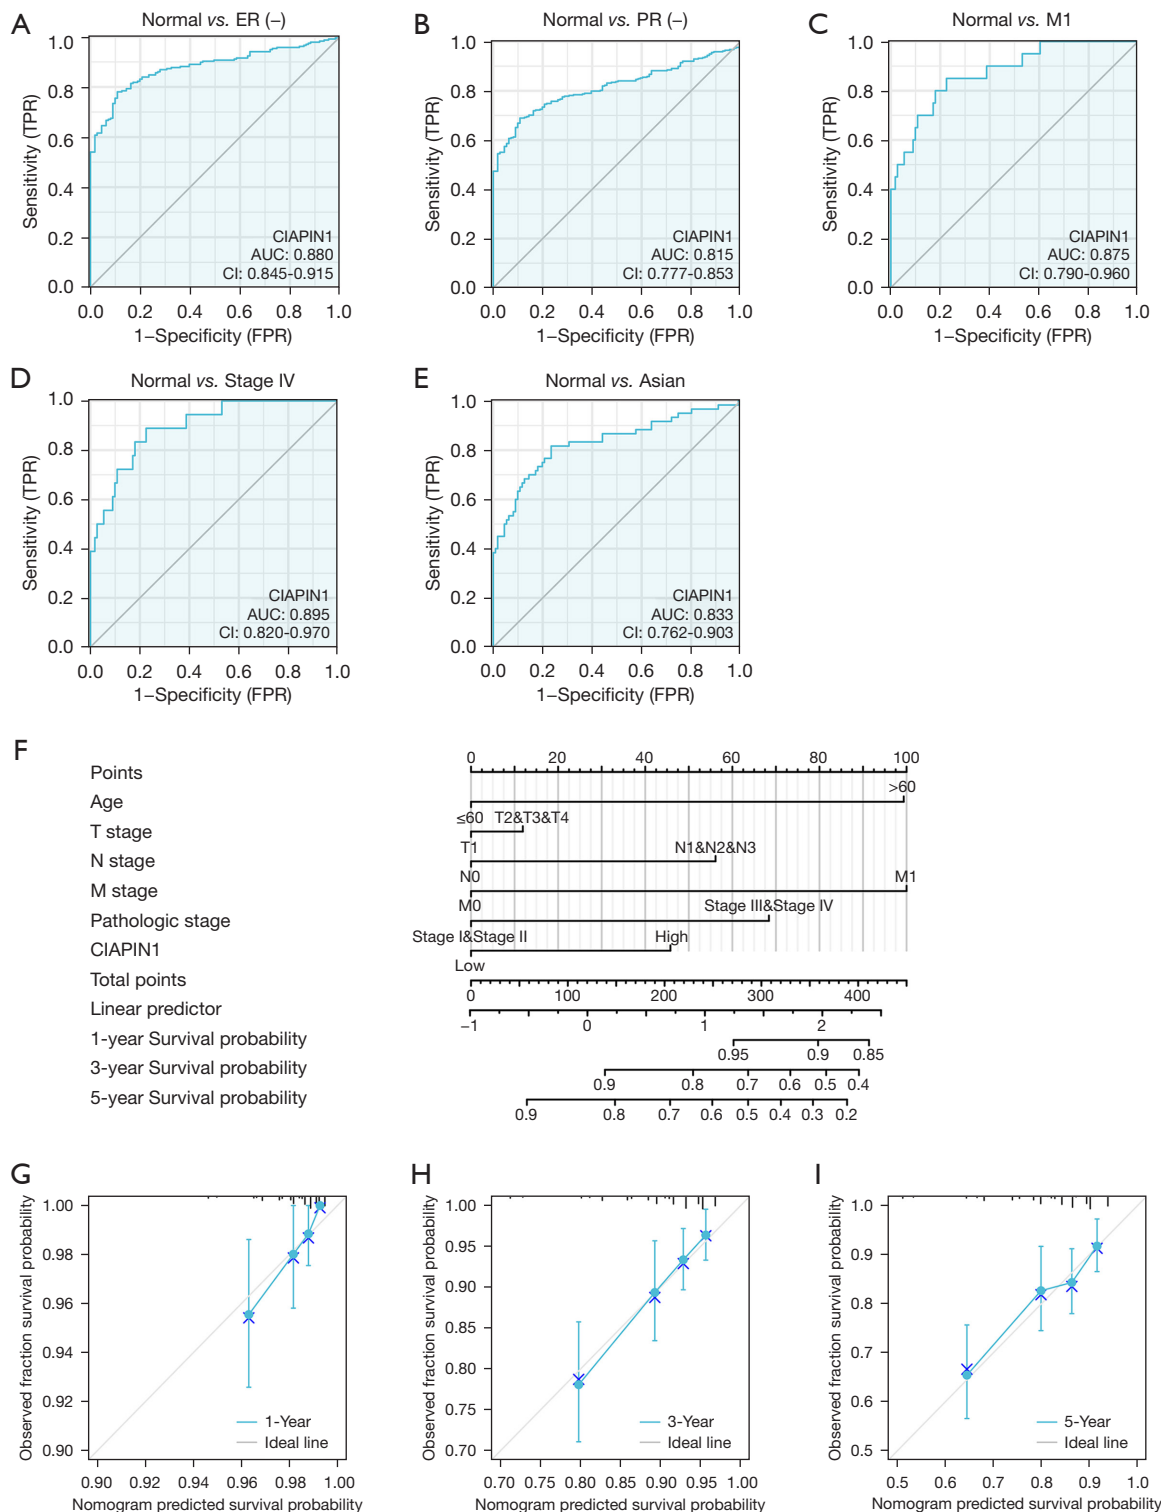 A
Normal vs. ER (–)
1.0
0.8
0.6
0.4
0.2
0.0
Sensitivity (TPR)
CIAPIN1
AUC: 0.880
CI: 0.845-0.915
0.0 0.2 0.4 0.6 0.8 1.0
1–Specificity (FPR)
B
Normal vs. PR (–)
1.0
0.8
0.6
0.4
0.2
0.0
Sensitivity (TPR)
CIAPIN1
AUC: 0.815
CI: 0.777-0.853
0.0 0.2 0.4 0.6 0.8 1.0
1–Specificity (FPR)
C
Normal vs. M1
1.0
0.8
0.6
0.4
0.2
0.0
Sensitivity (TPR)
CIAPIN1
AUC: 0.875
CI: 0.790-0.960
0.0 0.2 0.4 0.6 0.8 1.0
1–Specificity (FPR)
D
Normal vs. Stage IV
1.0
0.8
0.6
0.4
0.2
0.0
Sensitivity (TPR)
CIAPIN1
AUC: 0.895
CI: 0.820-0.970
0.0 0.2 0.4 0.6 0.8 1.0
1–Specificity (FPR)
E
Normal vs. Asian
1.0
0.8
0.6
0.4
0.2
0.0
Sensitivity (TPR)
CIAPIN1
AUC: 0.833
CI: 0.762-0.903
0.0 0.2 0.4 0.6 0.8 1.0
1–Specificity (FPR)
F
Points 0 20 40 60 80 100
Age >60
≤60 T2&T3&T4
T stage
T1 N1&N2&N3
N stage
N0 M1
M stage
M0 Stage III&Stage IV
Pathologic stage
Stage I&Stage II High
CIAPIN1
Low
Total points
0 100 200 300 400
Linear predictor
–1 0 1 2
1-year Survival probability
0.95 0.9 0.85
3-year Survival probability
0.9 0.8 0.7 0.6 0.5 0.4
5-year Survival probability
0.9 0.8 0.7 0.6 0.5 0.4 0.3 0.2
G
1.00
0.98
0.96
0.94
0.92
0.90
Observed fraction survival probability
1-Year
Ideal line
0.90 0.92 0.94 0.96 0.98 1.00
Nomogram predicted survival probability
H
1.00
0.95
0.90
0.85
0.80
0.75
0.70
Observed fraction survival probability
3-Year
Ideal line
0.70 0.80 0.85 0.90 0.95 1.00
Nomogram predicted survival probability
I
1.0
0.9
0.8
0.7
0.6
0.5
Observed fraction survival probability
5-Year
Ideal line
0.5 0.6 0.7 0.8 0.9 1.0
Nomogram predicted survival probability